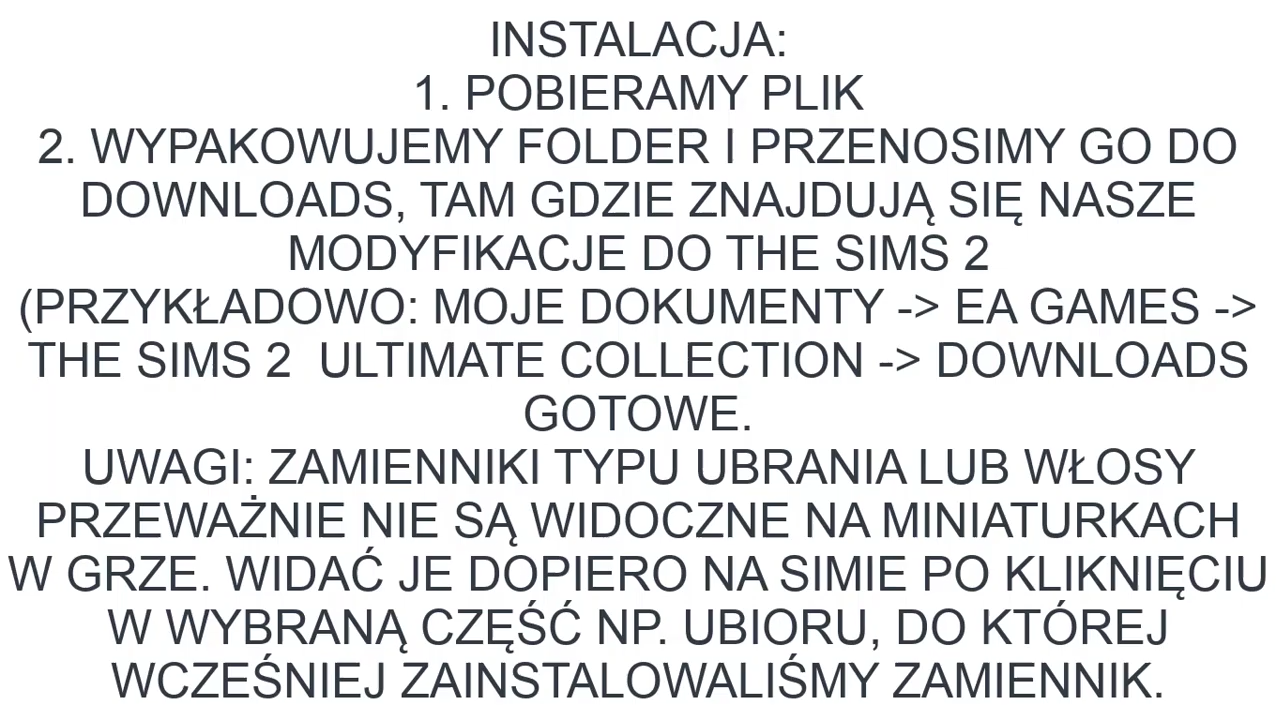 INSTALACJA:
1. POBIERAMY PLIK
2. WYPAKOWUJEMY FOLDER I PRZENOSIMY GO DO
DOWNLOADS, TAM GDZIE ZNAJDUJĄ SIĘ NASZE
MODYFIKACJE DO THE SIMS 2
(PRZYKŁADOWO: MOJE DOKUMENTY -> EA GAMES ->
THE SIMS 2  ULTIMATE COLLECTION -> DOWNLOADS
GOTOWE.
UWAGI: ZAMIENNIKI TYPU UBRANIA LUB WŁOSY
PRZEWAŻNIE NIE SĄ WIDOCZNE NA MINIATURKACH
W GRZE. WIDAĆ JE DOPIERO NA SIMIE PO KLIKNIĘCIU
W WYBRANĄ CZĘŚĆ NP. UBIORU, DO KTÓREJ
WCZEŚNIEJ ZAINSTALOWALIŚMY ZAMIENNIK.